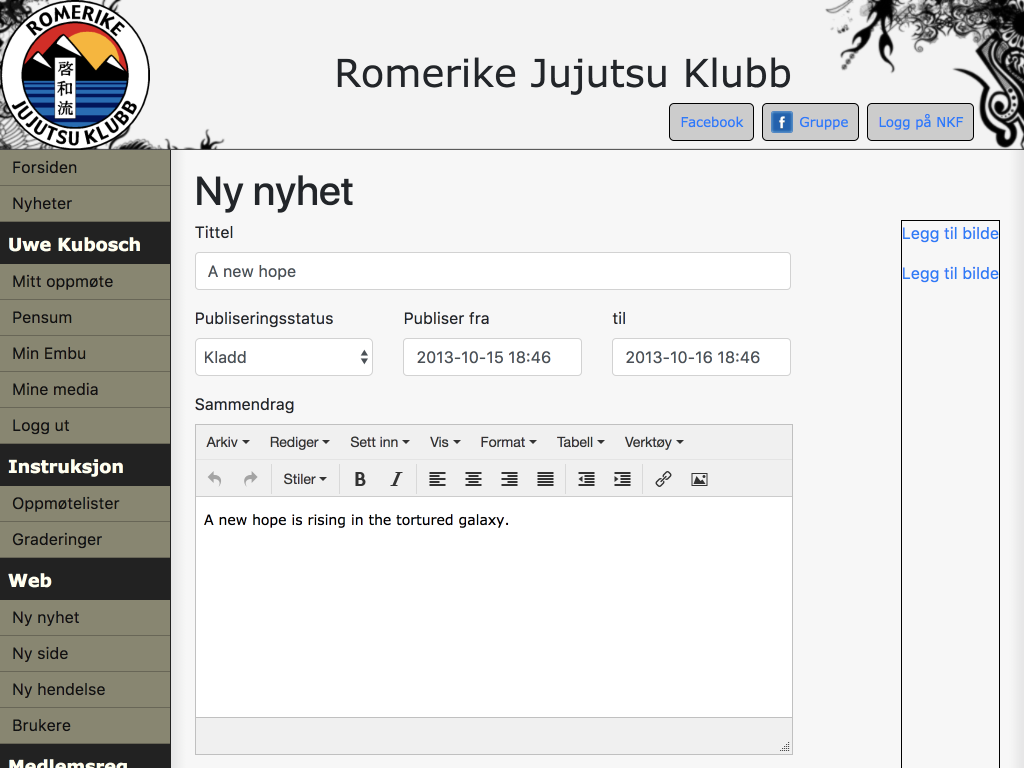 ROMERIKE
啓和流
JUJUTSU KLUBB
Romerike Jujutsu Klubb
Facebook
f Gruppe
Logg på NKF
Forsiden
Nyheter
Uwe Kubosch
Mitt oppmøte
Pensum
Min Embu
Mine media
Logg ut
Instruksjon
Oppmøtelister
Graderinger
Web
Ny nyhet
Ny side
Ny hendelse
Brukere
Medlemsreg
Ny nyhet
Tittel
A new hope
Publiseringsstatus Publiser fra til
Kladd 2013-10-15 18:46 2013-10-16 18:46
Sammendrag
Arkiv Rediger Sett inn Vis Format Tabell Verktøy
Stiler B I
A new hope is rising in the tortured galaxy.
Legg til bilde
Legg til bilde